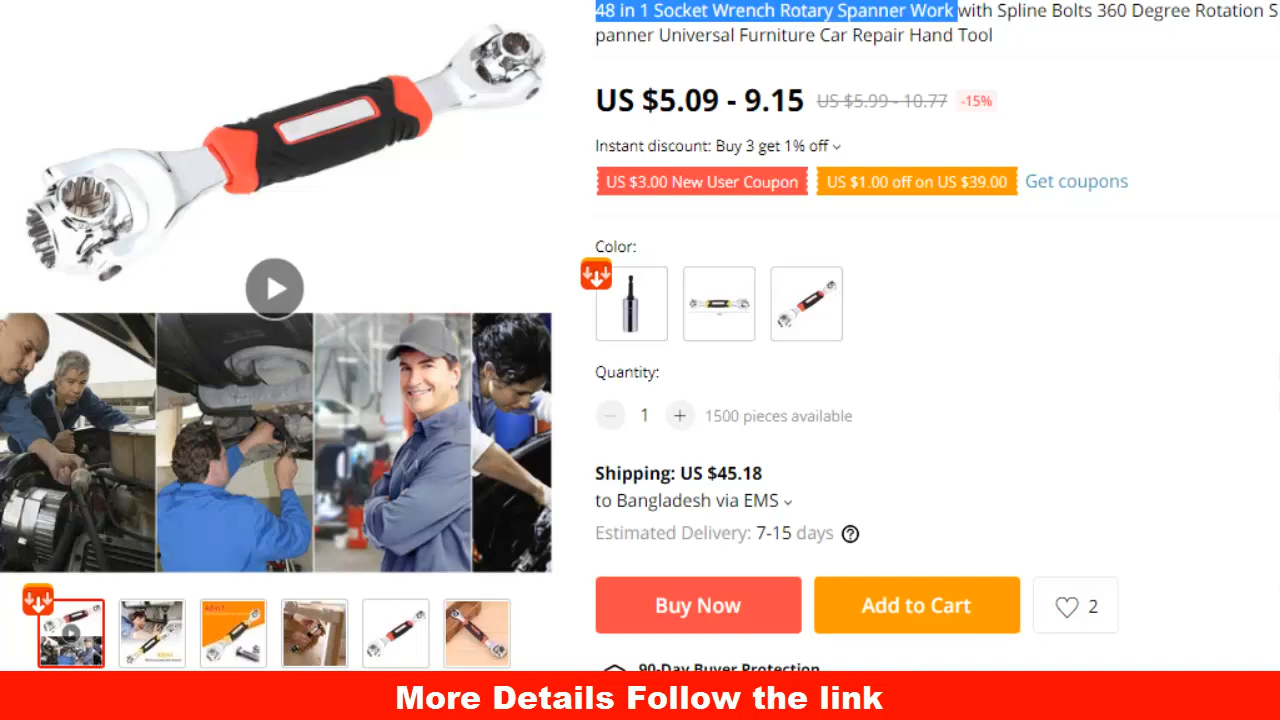 48 in 1 Socket Wrench Rotary Spanner Work with Spline Bolts 360 Degree Rotation S
panner Universal Furniture Car Repair Hand Tool
US $5.09 - 9.15 US $5.99 - 10.77 -15%
Instant discount: Buy 3 get 1% off
US $3.00 New User Coupon US $1.00 off on US $39.00 Get coupons
Color:
Quantity:
1 1500 pieces available
Shipping: US $45.18
to Bangladesh via EMS
Estimated Delivery: 7-15 days
Buy Now Add to Cart 2
90-Day Buyer Protection
More Details Follow the link